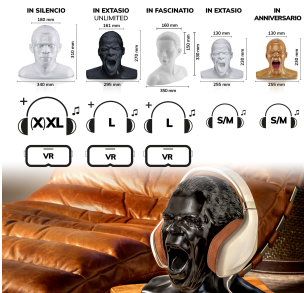 IN SILENCIO
IN EXTASIO
UNLIMITED
IN FASCINATIO
IN EXTASIO
IN
ANNIVERSARIO
180 mm
310 mm
340 mm
161 mm
270 mm
295 mm
160 mm
150 mm
330 mm
350 mm
130 mm
230 mm
255 mm
130 mm
230 mm
255 mm
+
(X)XL
+
L
+
L
S/M
S/M
VR
VR
VR